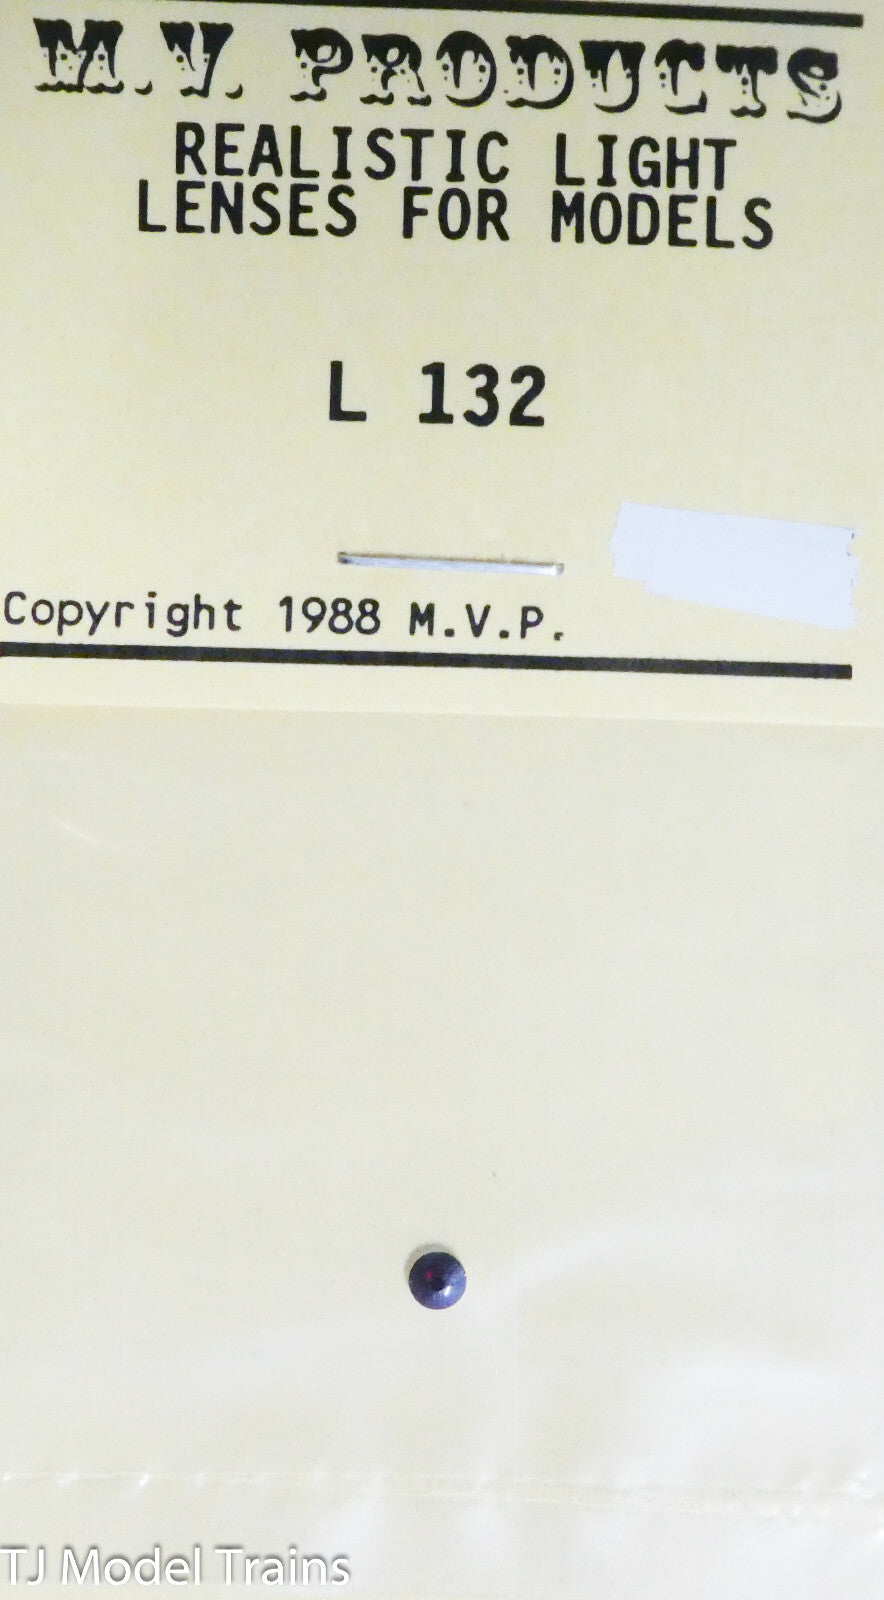 M.V. PRODUCTS
REALISTIC LIGHT
LENSES FOR MODELS
L 132
Copyright 1988 M.V.P.
TJ Model Trains